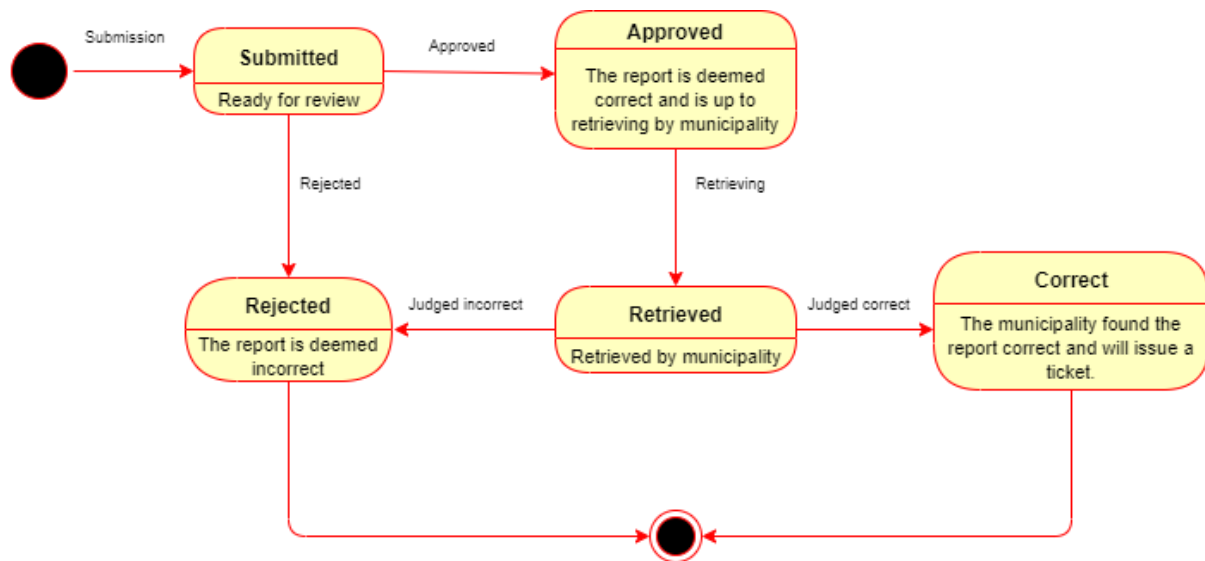 Submission
Submitted
Ready for review
Approved
Approved
The report is deemed
correct and is up to
retrieving by municipality
Rejected
Retrieving
Rejected
The report is deemed
incorrect
Judged incorrect
Retrieved
Retrieved by municipality
Judged correct
Correct
The municipality found the
report correct and will issue a
ticket.